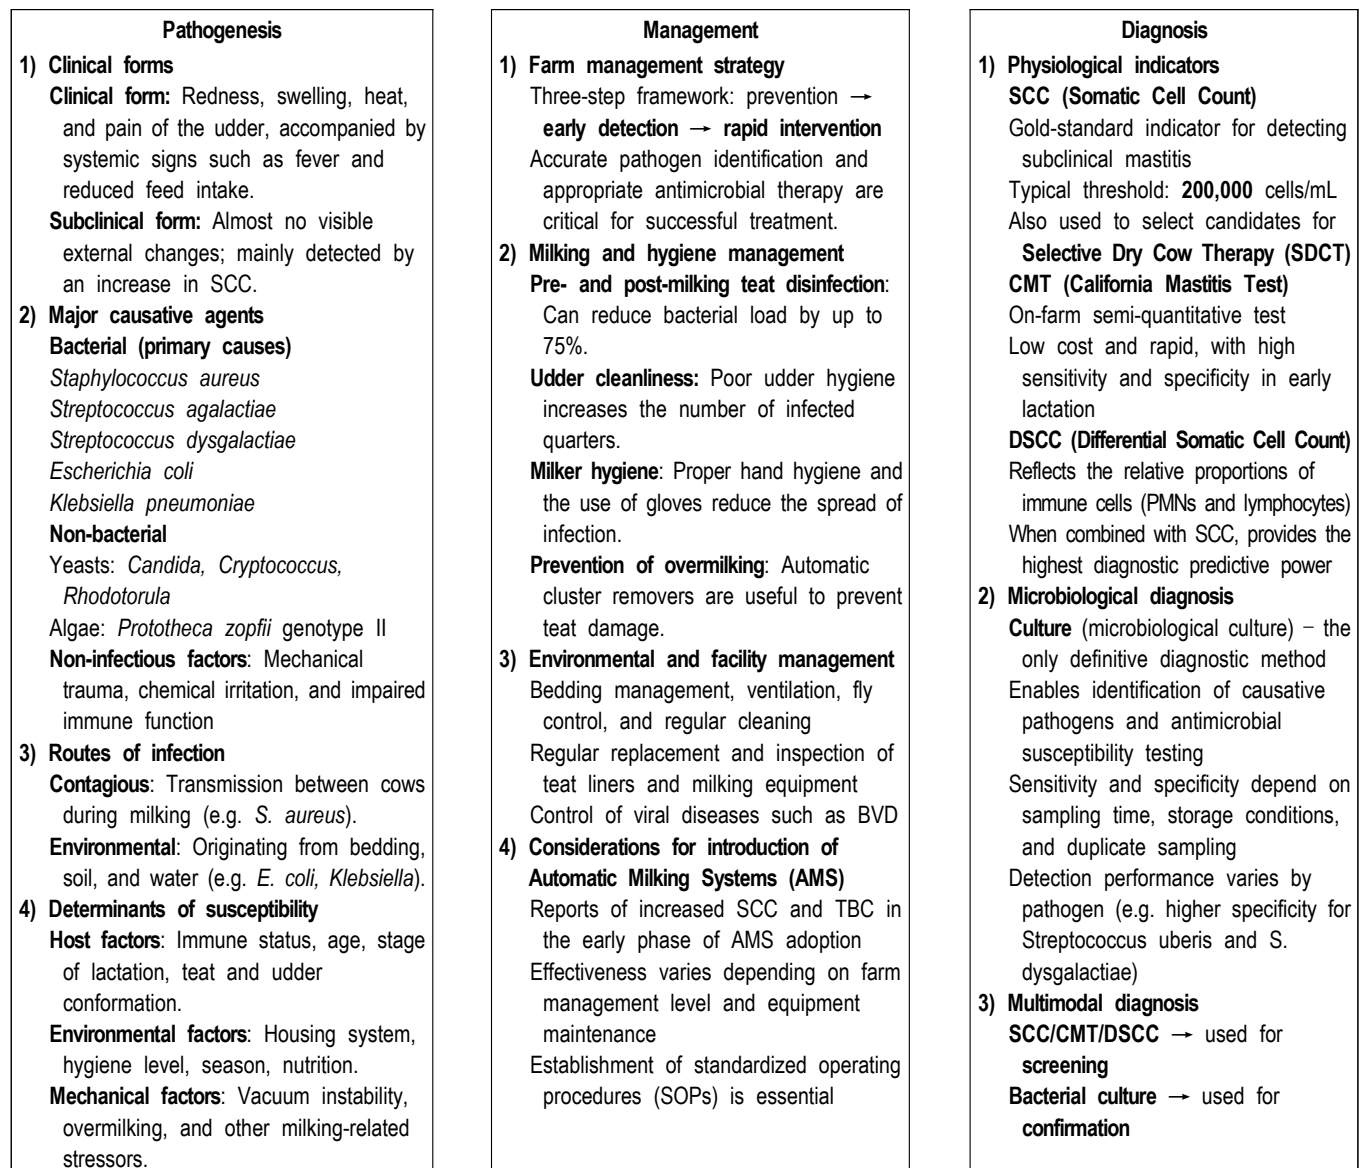 Pathogenesis
1) Clinical forms
Clinical form: Redness, swelling, heat,
and pain of the udder, accompanied by
systemic signs such as fever and
reduced feed intake.
Subclinical form: Almost no visible
external changes; mainly detected by
an increase in SCC.
2) Major causative agents
Bacterial (primary causes)
Staphylococcus aureus
Streptococcus agalactiae
Streptococcus dysgalactiae
Escherichia coli
Klebsiella pneumoniae
Non-bacterial
Yeasts: Candida, Cryptococcus,
Rhodotorula
Algae: Prototheca zopfii genotype II
Non-infectious factors: Mechanical
trauma, chemical irritation, and impaired
immune function
3) Routes of infection
Contagious: Transmission between cows
during milking (e.g. S. aureus).
Environmental: Originating from bedding,
soil, and water (e.g. E. coli, Klebsiella).
4) Determinants of susceptibility
Host factors: Immune status, age, stage
of lactation, teat and udder
conformation.
Environmental factors: Housing system,
hygiene level, season, nutrition.
Mechanical factors: Vacuum instability,
overmilking, and other milking-related
stressors.
Management
1) Farm management strategy
Three-step framework: prevention →
early detection → rapid intervention
Accurate pathogen identification and
appropriate antimicrobial therapy are
critical for successful treatment.
2) Milking and hygiene management
Pre- and post-milking teat disinfection:
Can reduce bacterial load by up to
75%.
Udder cleanliness: Poor udder hygiene
increases the number of infected
quarters.
Milker hygiene: Proper hand hygiene and
the use of gloves reduce the spread of
infection.
Prevention of overmilking: Automatic
cluster removers are useful to prevent
teat damage.
3) Environmental and facility management
Bedding management, ventilation, fly
control, and regular cleaning
Regular replacement and inspection of
teat liners and milking equipment
Control of viral diseases such as BVD
4) Considerations for introduction of
Automatic Milking Systems (AMS)
Reports of increased SCC and TBC in
the early phase of AMS adoption
Effectiveness varies depending on farm
management level and equipment
maintenance
Establishment of standardized operating
procedures (SOPs) is essential
Diagnosis
1) Physiological indicators
SCC (Somatic Cell Count)
Gold-standard indicator for detecting
subclinical mastitis
Typical threshold: 200,000 cells/mL
Also used to select candidates for
Selective Dry Cow Therapy (SDCT)
CMT (California Mastitis Test)
On-farm semi-quantitative test
Low cost and rapid, with high
sensitivity and specificity in early
lactation
DSCC (Differential Somatic Cell Count)
Reflects the relative proportions of
immune cells (PMNs and lymphocytes)
When combined with SCC, provides the
highest diagnostic predictive power
2) Microbiological diagnosis
Culture (microbiological culture) – the
only definitive diagnostic method
Enables identification of causative
pathogens and antimicrobial
susceptibility testing
Sensitivity and specificity depend on
sampling time, storage conditions,
and duplicate sampling
Detection performance varies by
pathogen (e.g. higher specificity for
Streptococcus uberis and S.
dysgalactiae)
3) Multimodal diagnosis
SCC/CMT/DSCC → used for
screening
Bacterial culture → used for
confirmation